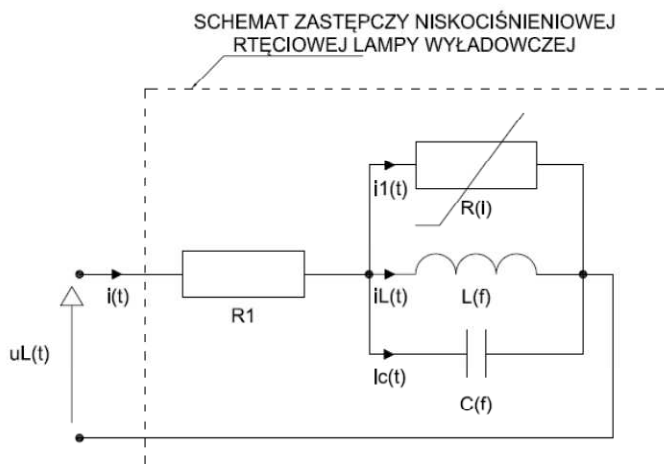 SCHEMAT ZASTĘPCZY NISKOCIŚNIENIOWEJ
RTĘCIOWEJ LAMPY WYŁADOWCZEJ
i1(t)
R(I)
i(t)
R1
iL(t)
L(f)
uL(t)
Ic(t)
C(f)